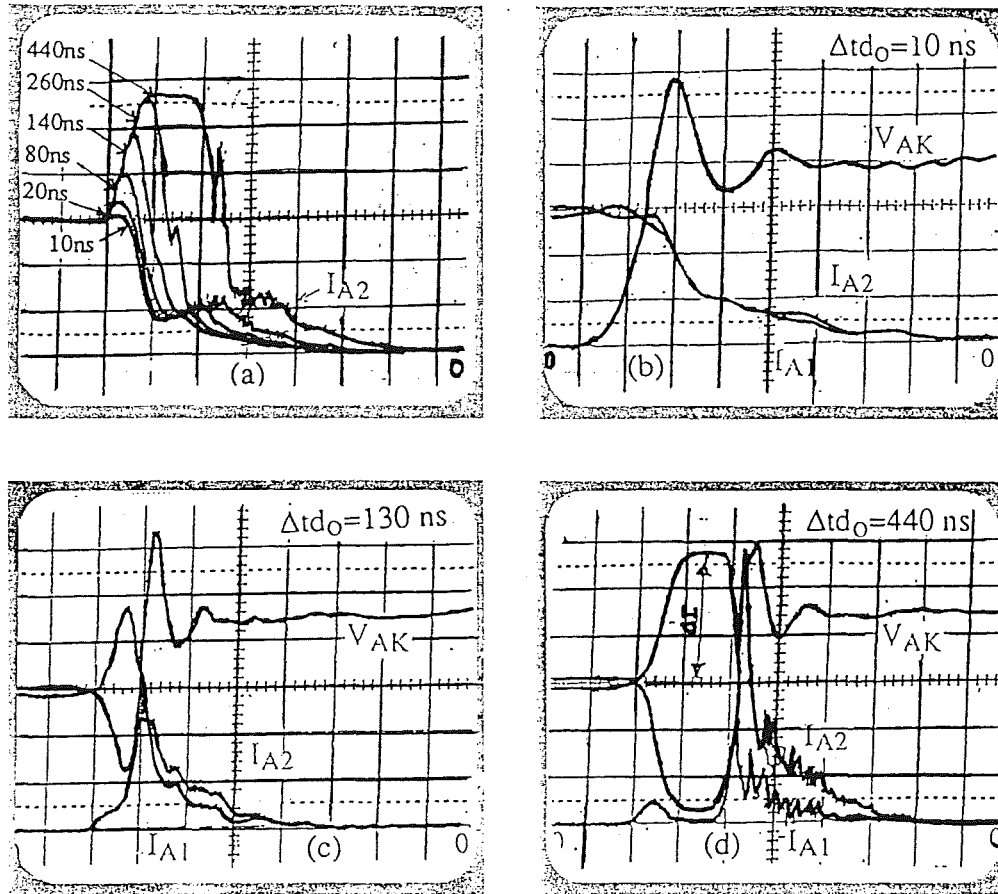 440ns
260ns
140ns
80ns
20ns
10ns
I_A2
(a)
0
Δtd_O=10 ns
V_AK
I_A2
0
(b)
I_A1
0
Δtd_O=130 ns
V_AK
I_A2
I_A1
(c)
0
Δtd_O=440 ns
ΔI
V_AK
I_A2
(d)
I_A1